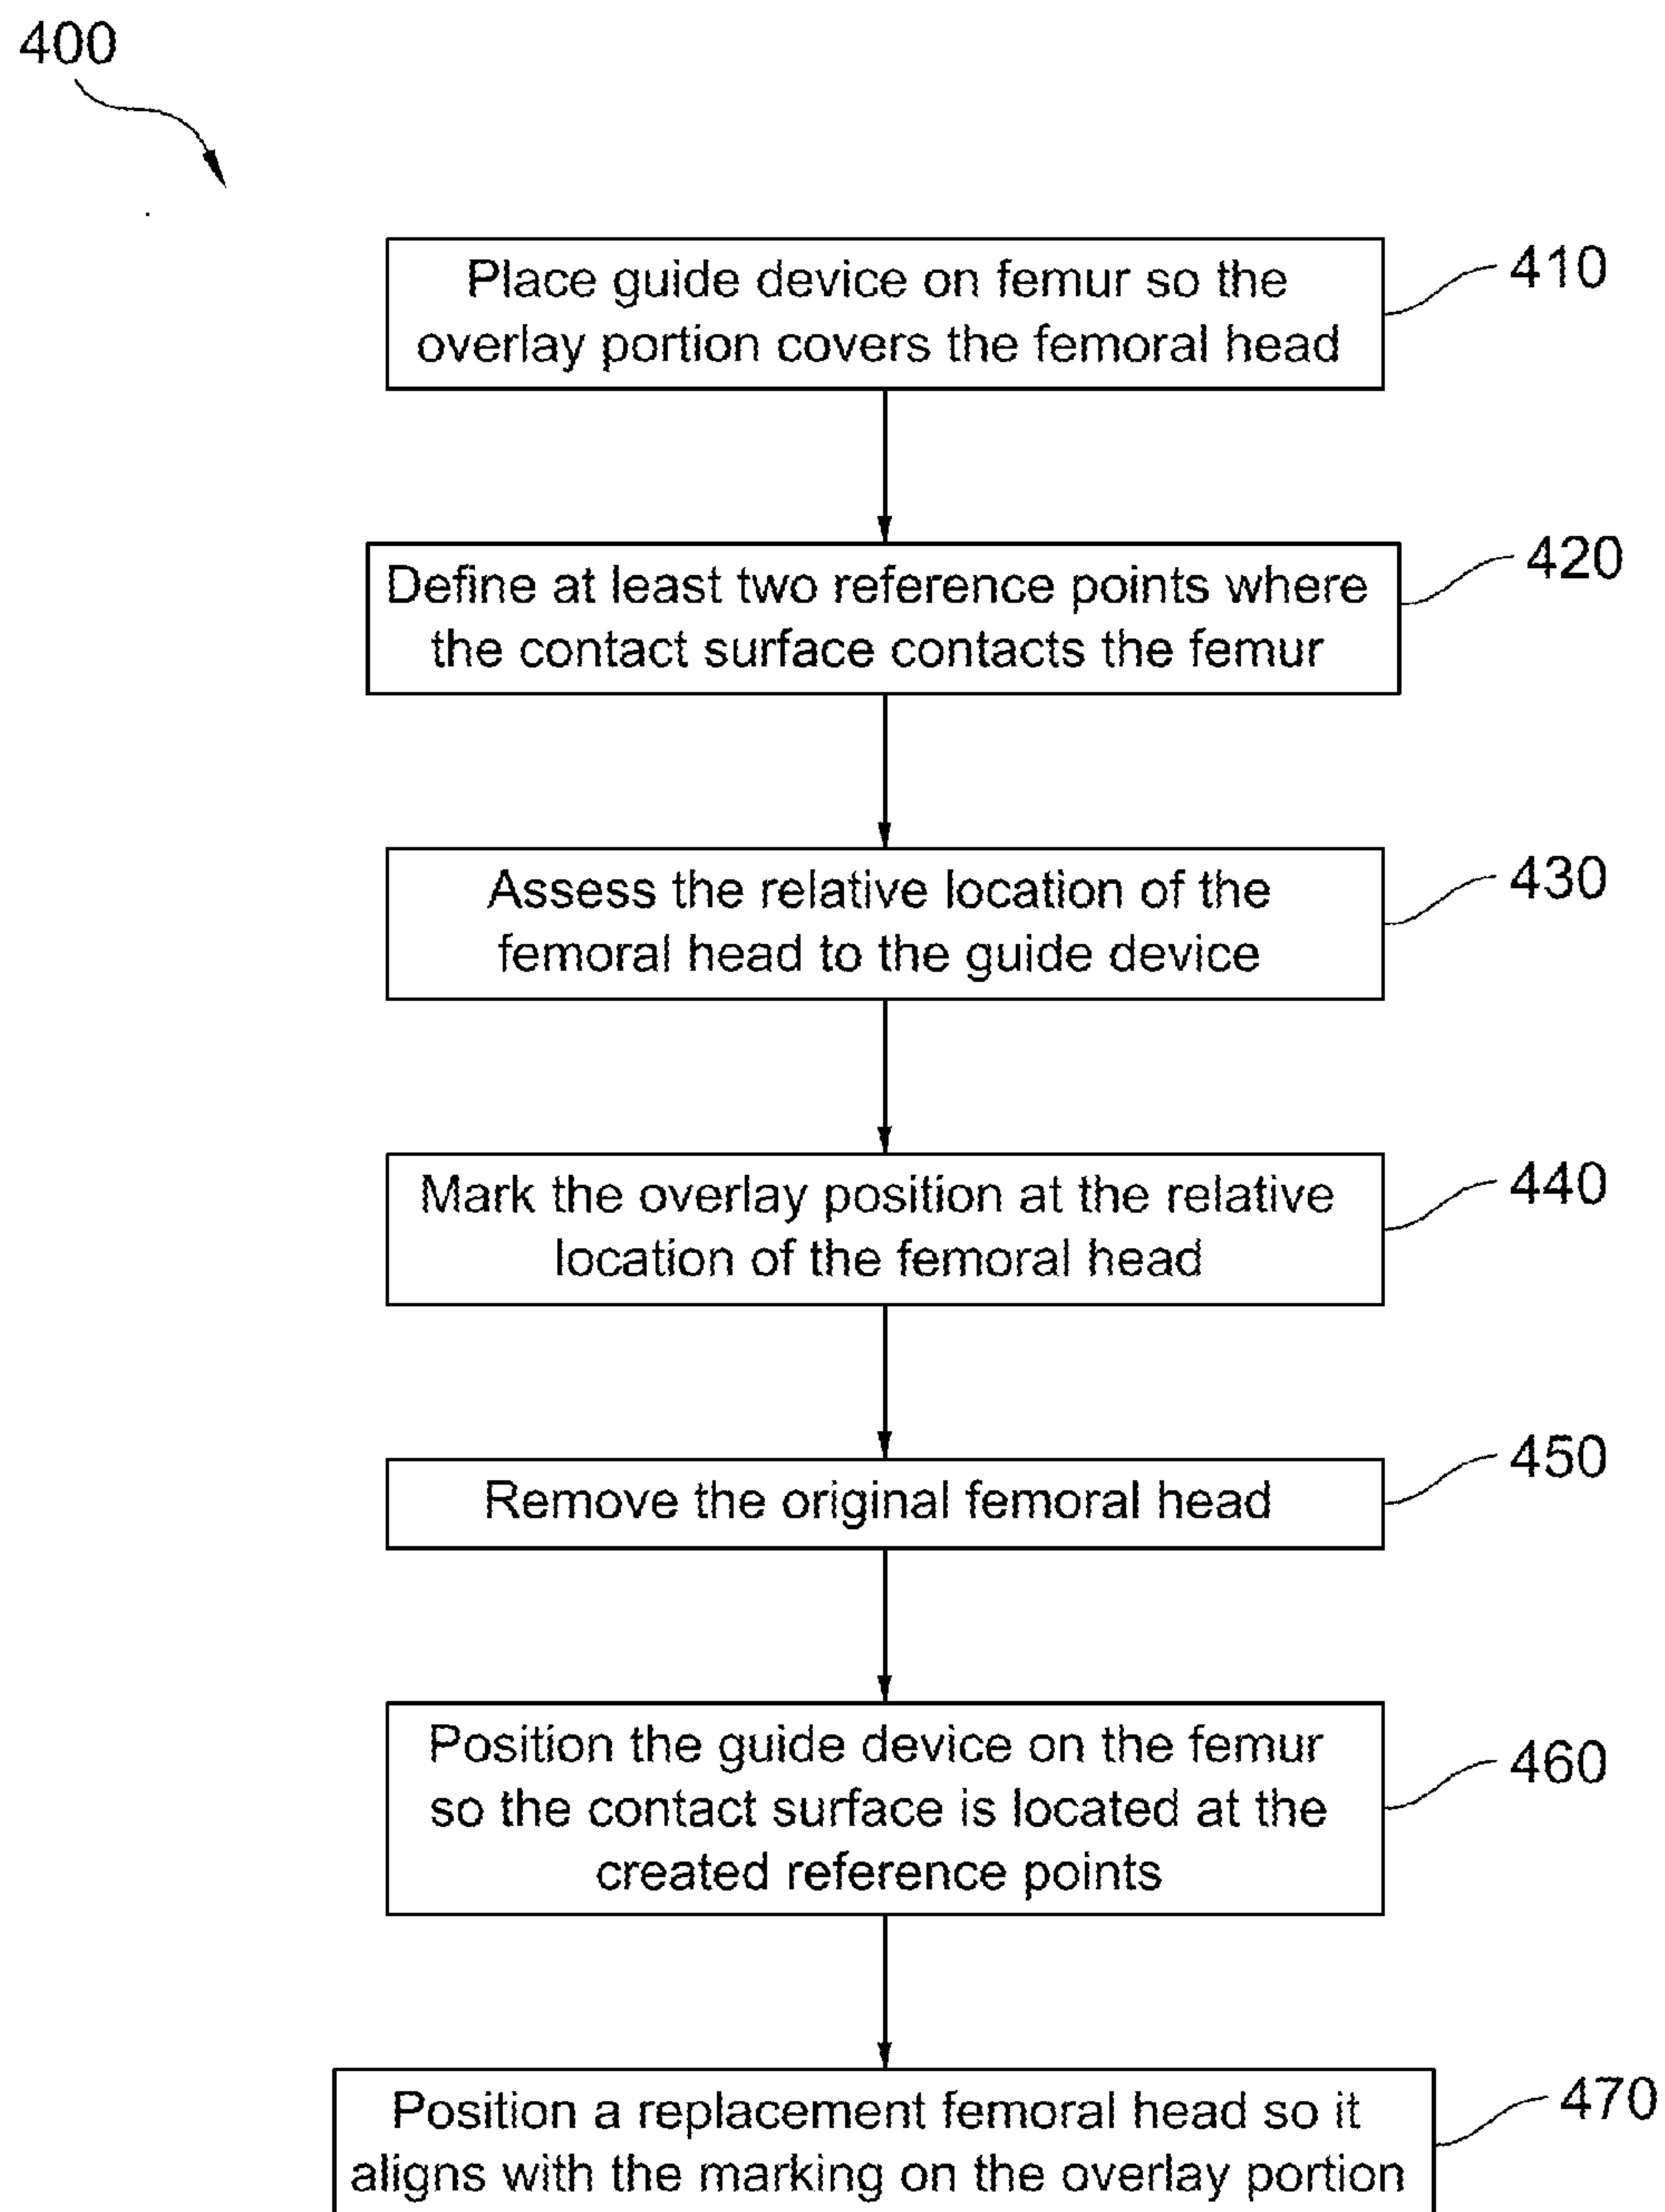 400
Place guide device on femur so the
overlay portion covers the femoral head
410
Define at least two reference points where
the contact surface contacts the femur
420
Assess the relative location of the
femoral head to the guide device
430
Mark the overlay position at the relative
location of the femoral head
440
Remove the original femoral head
450
Position the guide device on the femur
so the contact surface is located at the
created reference points
460
Position a replacement femoral head so it
aligns with the marking on the overlay portion
470